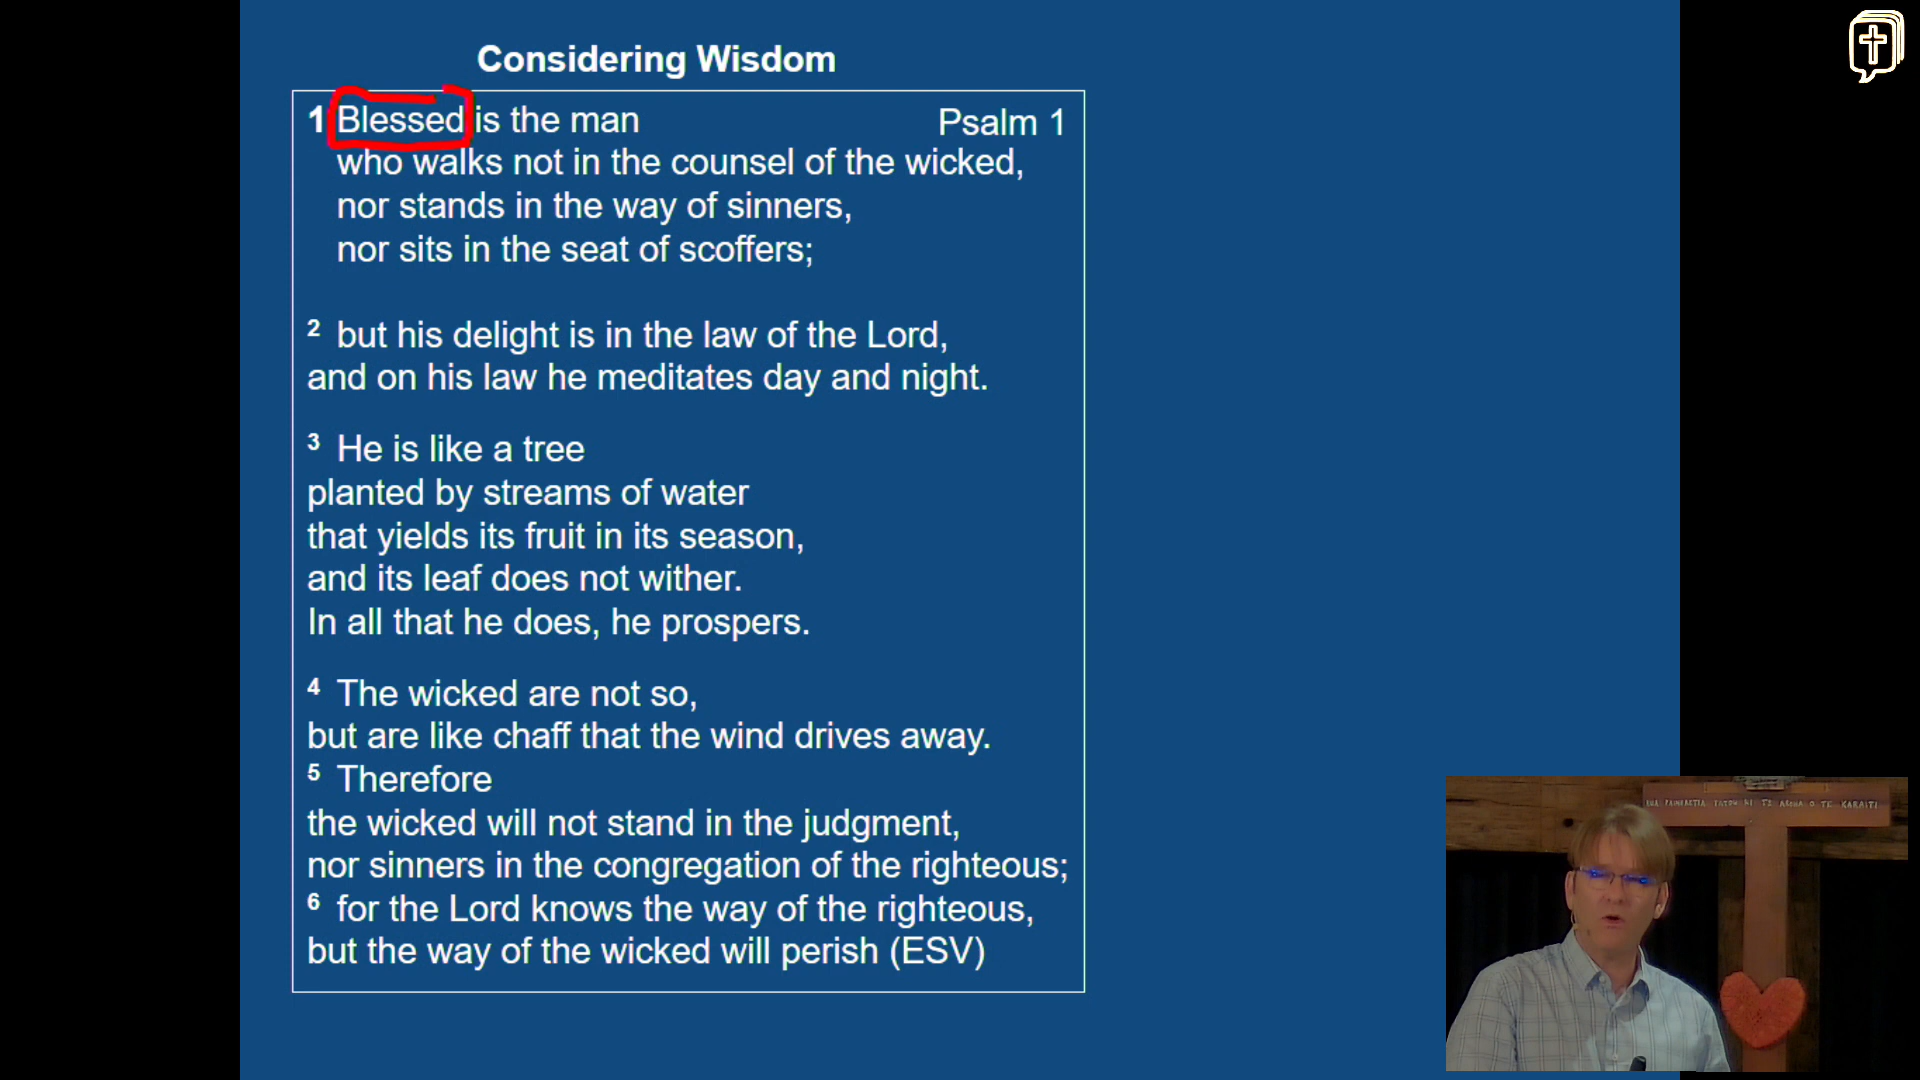 Considering Wisdom
1 Blessed is the man
Psalm 1
who walks not in the counsel of the wicked,
nor stands in the way of sinners,
nor sits in the seat of scoffers;
2 but his delight is in the law of the Lord,
and on his law he meditates day and night.
3 He is like a tree
planted by streams of water
that yields its fruit in its season,
and its leaf does not wither.
In all that he does, he prospers.
4 The wicked are not so,
but are like chaff that the wind drives away.
5 Therefore
the wicked will not stand in the judgment,
nor sinners in the congregation of the righteous;
6 for the Lord knows the way of the righteous,
but the way of the wicked will perish (ESV)
TE AROHA O TE KARAITI